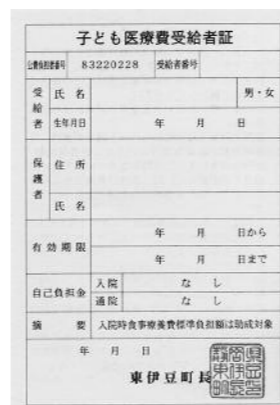 子ども医療費受給者証
公費負担者番号 83220228 受給者番号
受給者 氏名 男・女
生年月日 年 月 日
保護者 住所
氏名
有効期限 年 月 日から
年 月 日まで
自己負担金 入院 なし
通院 なし
摘要 入院時食事療養費標準負担額は助成対象
年 月 日
東伊豆町長